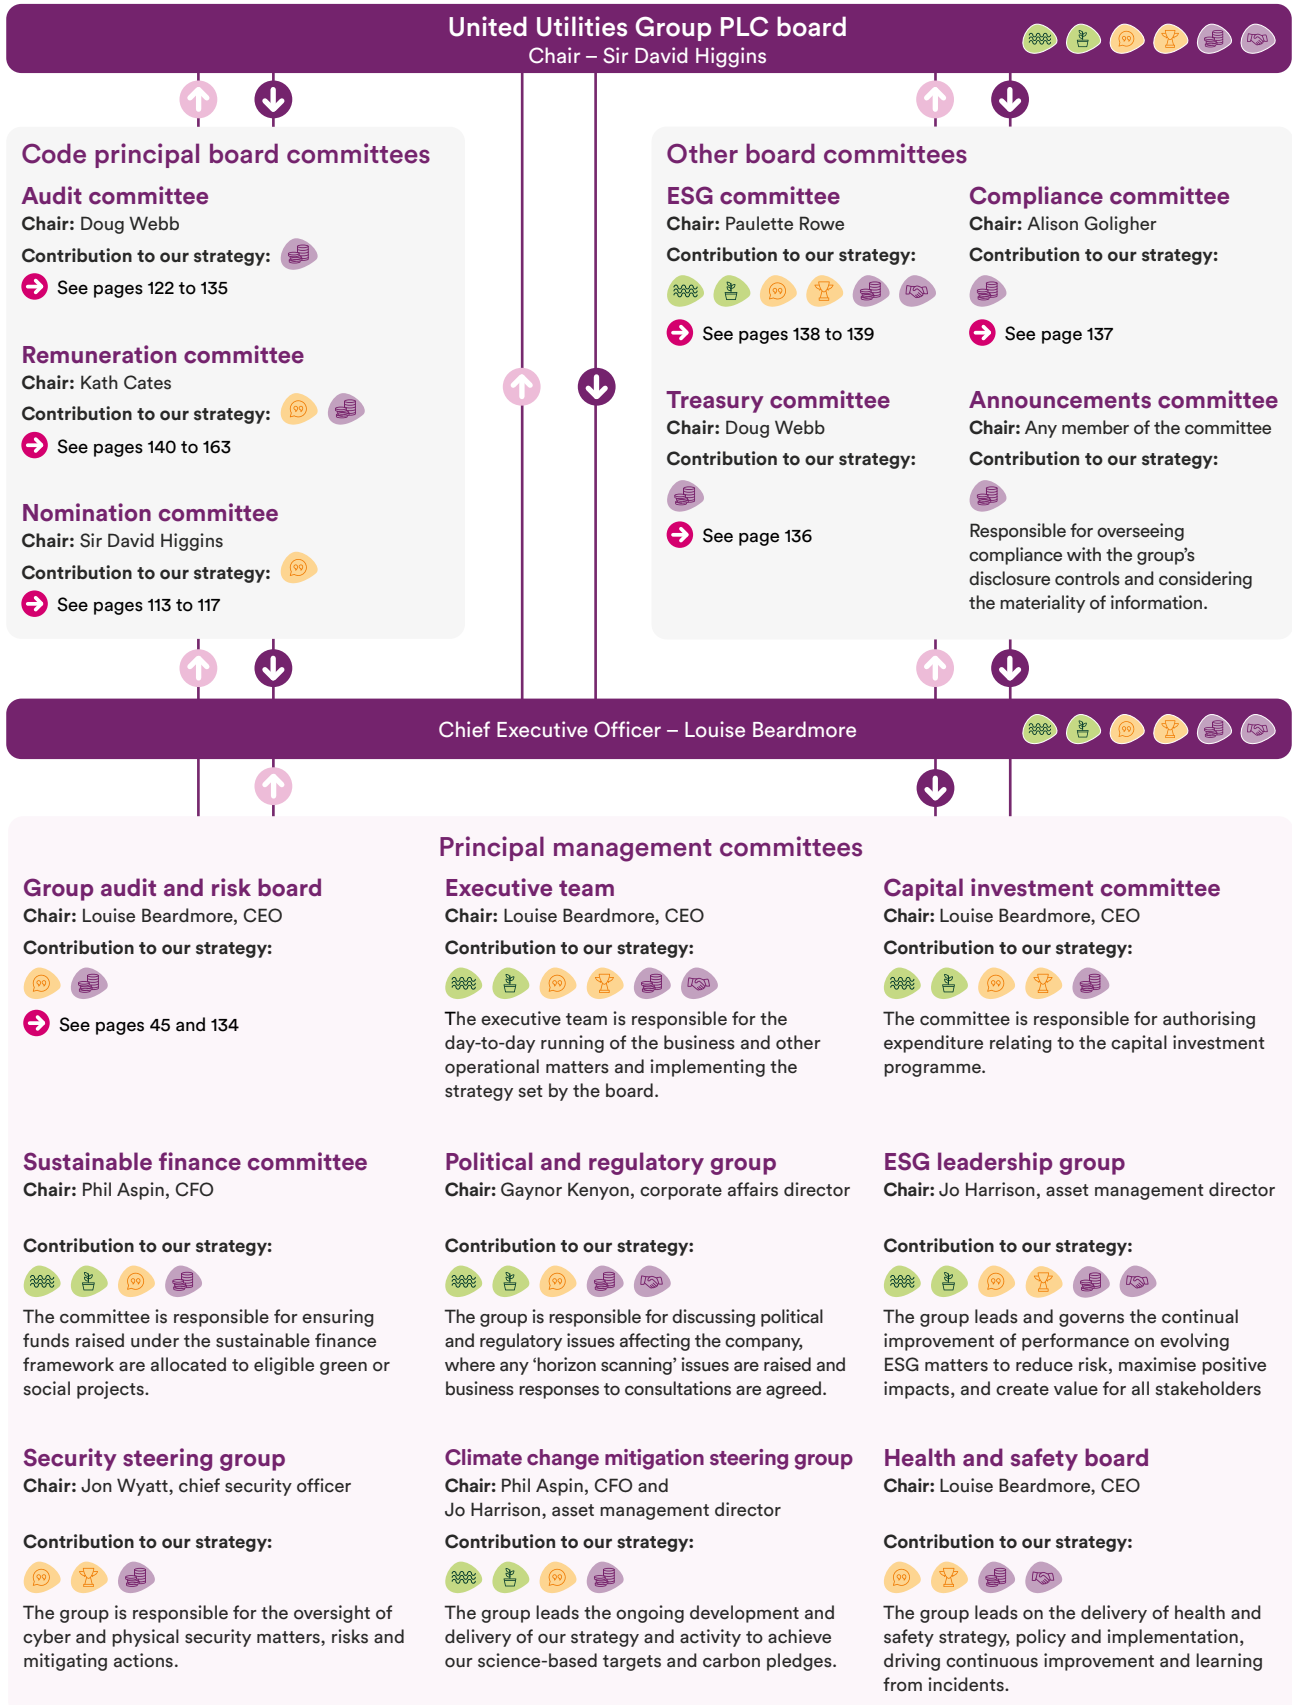 United Utilities Group PLC board
Chair – Sir David Higgins
Code principal board committees
Audit committee
Chair: Doug Webb
Contribution to our strategy:
See pages 122 to 135
Remuneration committee
Chair: Kath Cates
Contribution to our strategy:
See pages 140 to 163
Nomination committee
Chair: Sir David Higgins
Contribution to our strategy:
See pages 113 to 117
Other board committees
ESG committee
Chair: Paulette Rowe
Contribution to our strategy:
See pages 138 to 139
Compliance committee
Chair: Alison Goligher
Contribution to our strategy:
See page 137
Treasury committee
Chair: Doug Webb
Contribution to our strategy:
See page 136
Announcements committee
Chair: Any member of the committee
Contribution to our strategy:
Responsible for overseeing
compliance with the group's
disclosure controls and considering
the materiality of information.
Chief Executive Officer – Louise Beardmore
Principal management committees
Group audit and risk board
Chair: Louise Beardmore, CEO
Contribution to our strategy:
See pages 45 and 134
Executive team
Chair: Louise Beardmore, CEO
Contribution to our strategy:
The executive team is responsible for the
day-to-day running of the business and other
operational matters and implementing the
strategy set by the board.
Capital investment committee
Chair: Louise Beardmore, CEO
Contribution to our strategy:
The committee is responsible for authorising
expenditure relating to the capital investment
programme.
Sustainable finance committee
Chair: Phil Aspin, CFO
Contribution to our strategy:
The committee is responsible for ensuring
funds raised under the sustainable finance
framework are allocated to eligible green or
social projects.
Political and regulatory group
Chair: Gaynor Kenyon, corporate affairs director
Contribution to our strategy:
The group is responsible for discussing political
and regulatory issues affecting the company,
where any 'horizon scanning' issues are raised and
business responses to consultations are agreed.
ESG leadership group
Chair: Jo Harrison, asset management director
Contribution to our strategy:
The group leads and governs the continual
improvement of performance on evolving
ESG matters to reduce risk, maximise positive
impacts, and create value for all stakeholders
Security steering group
Chair: Jon Wyatt, chief security officer
Contribution to our strategy:
The group is responsible for the oversight of
cyber and physical security matters, risks and
mitigating actions.
Climate change mitigation steering group
Chair: Phil Aspin, CFO and
Jo Harrison, asset management director
Contribution to our strategy:
The group leads the ongoing development and
delivery of our strategy and activity to achieve
our science-based targets and carbon pledges.
Health and safety board
Chair: Louise Beardmore, CEO
Contribution to our strategy:
The group leads on the delivery of health and
safety strategy, policy and implementation,
driving continuous improvement and learning
from incidents.